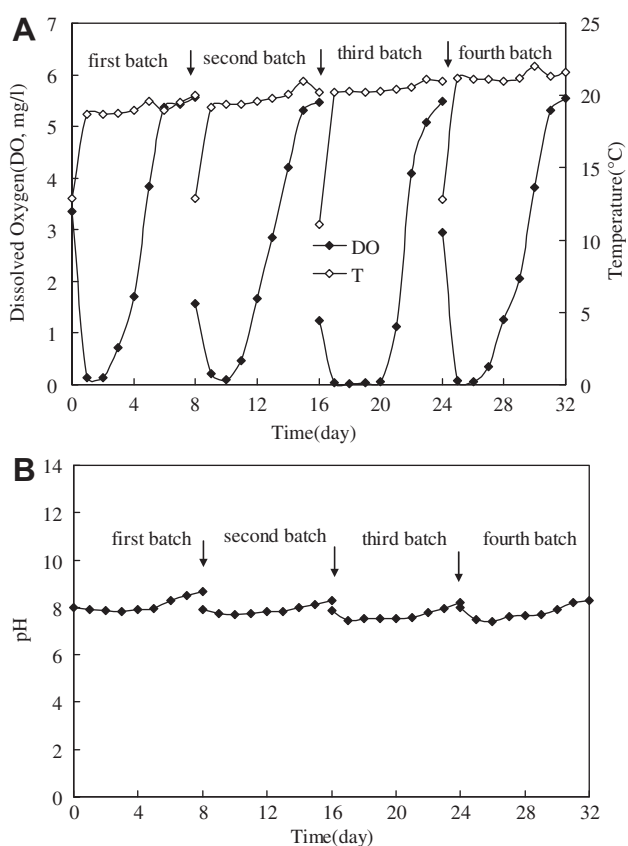 A
first batch
second batch
third batch
fourth batch
Dissolved Oxygen(DO, mg/l)
7
6
5
4
3
2
1
0
25
20
15
10
5
0
Temperature(°C)
DO
T
0 4 8 12 16 20 24 28 32
Time(day)
B
first batch
second batch
third batch
fourth batch
pH
14
12
10
8
6
4
2
0
0 4 8 12 16 20 24 28 32
Time(day)